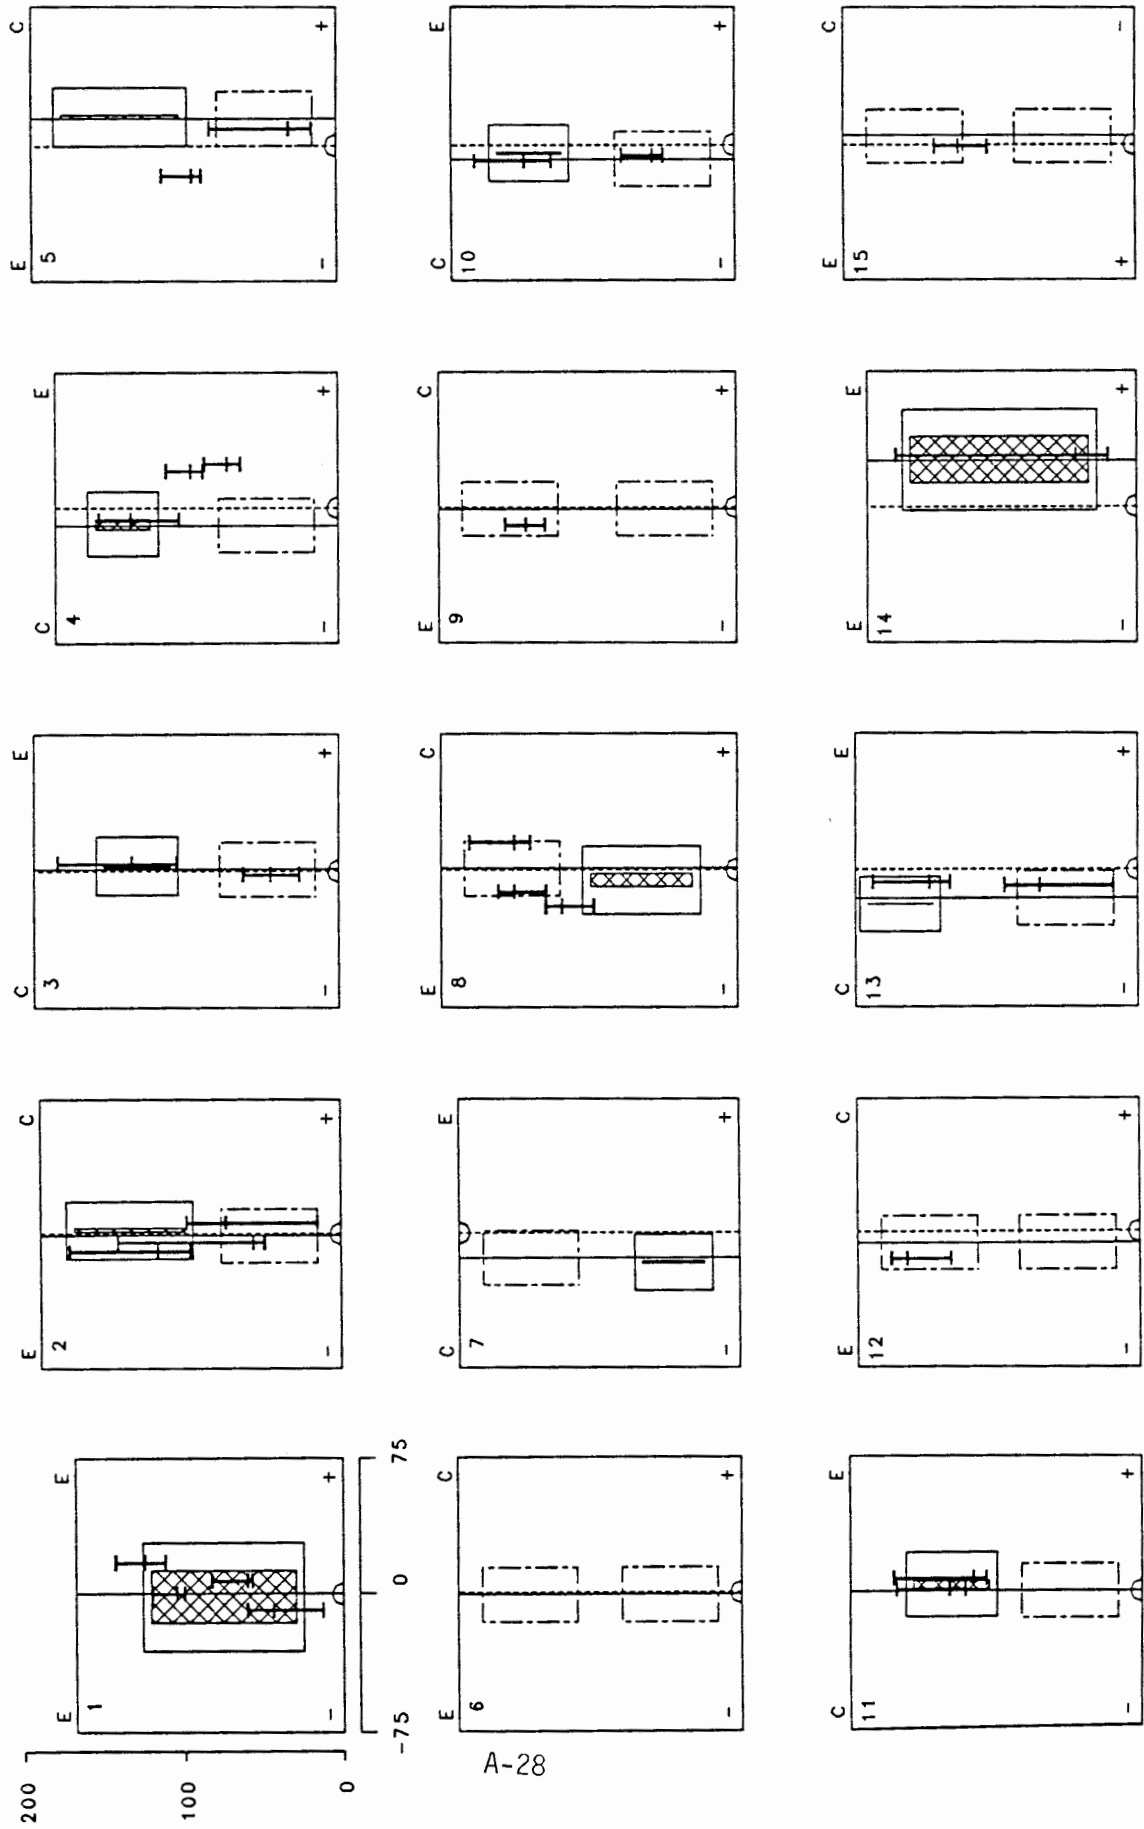 E E E C C E C E E C
200 1 2 3 4 5
100
0 - + - + - + - + - +
-75 0 75
E C C E E C E C C E
6 7 8 9 10
- + - + - + - + - +
C E E C C E E E E C
11 12 13 14 15
- + - + - + - + + -
A-28